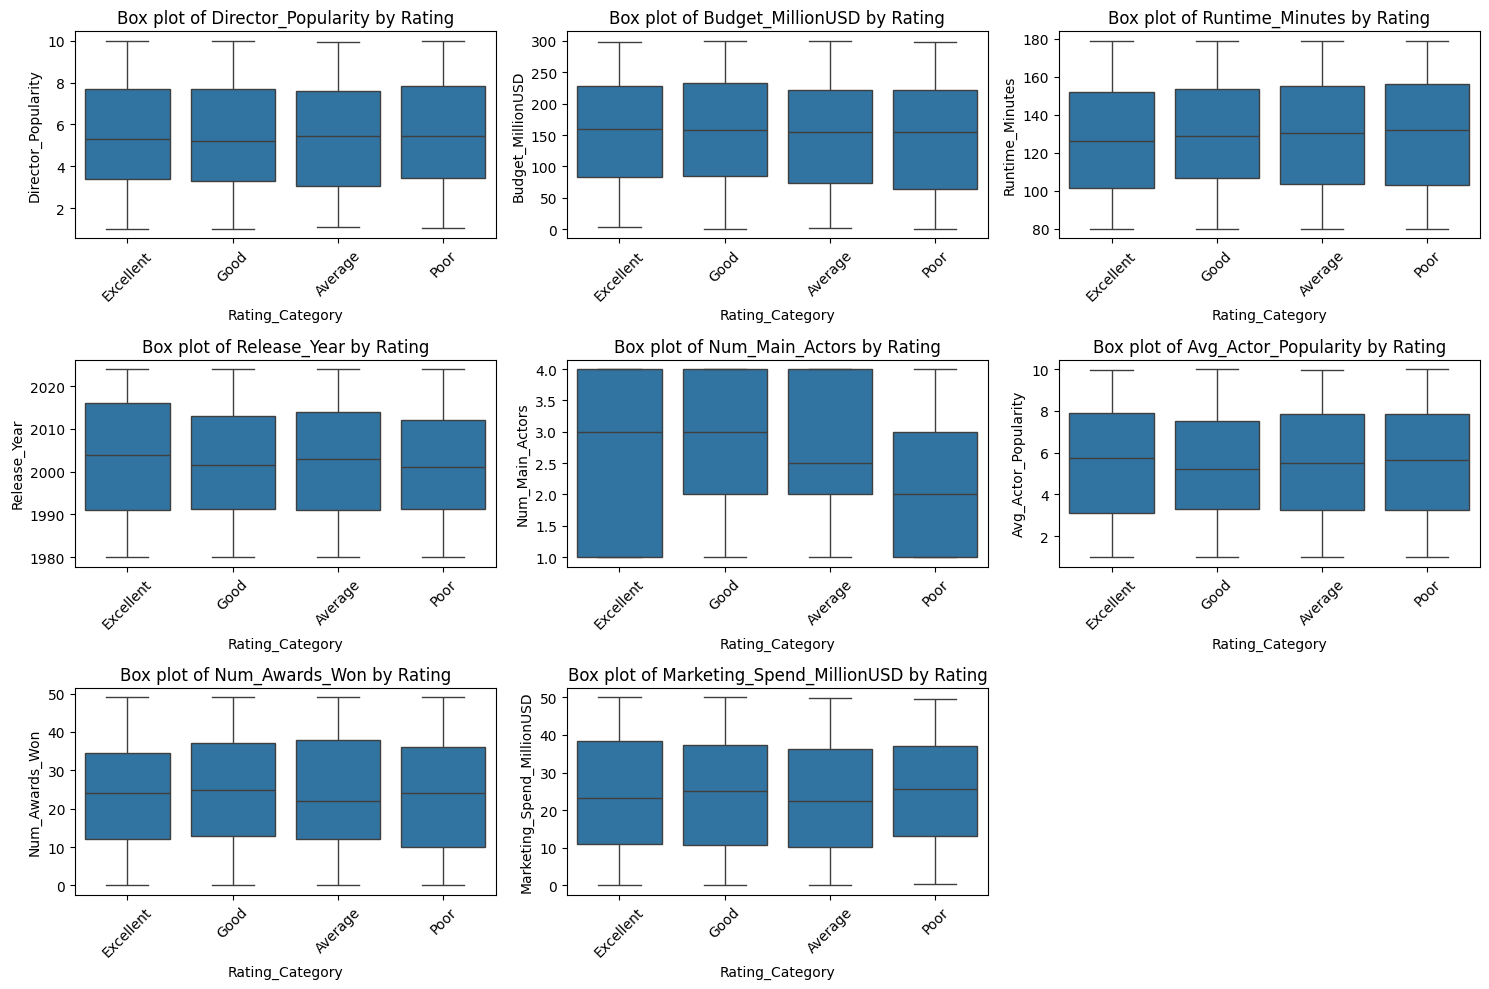 Box plot of Director_Popularity by Rating
Director_Popularity
10
8
6
4
2
Excellent
Good
Average
Poor
Rating_Category
Box plot of Budget_MillionUSD by Rating
Budget_MillionUSD
300
250
200
150
100
50
0
Excellent
Good
Average
Poor
Rating_Category
Box plot of Runtime_Minutes by Rating
Runtime_Minutes
180
160
140
120
100
80
Excellent
Good
Average
Poor
Rating_Category
Box plot of Release_Year by Rating
Release_Year
2020
2010
2000
1990
1980
Excellent
Good
Average
Poor
Rating_Category
Box plot of Num_Main_Actors by Rating
Num_Main_Actors
4.0
3.5
3.0
2.5
2.0
1.5
1.0
Excellent
Good
Average
Poor
Rating_Category
Box plot of Avg_Actor_Popularity by Rating
Avg_Actor_Popularity
10
8
6
4
2
Excellent
Good
Average
Poor
Rating_Category
Box plot of Num_Awards_Won by Rating
Num_Awards_Won
50
40
30
20
10
0
Excellent
Good
Average
Poor
Rating_Category
Box plot of Marketing_Spend_MillionUSD by Rating
Marketing_Spend_MillionUSD
50
40
30
20
10
0
Excellent
Good
Average
Poor
Rating_Category